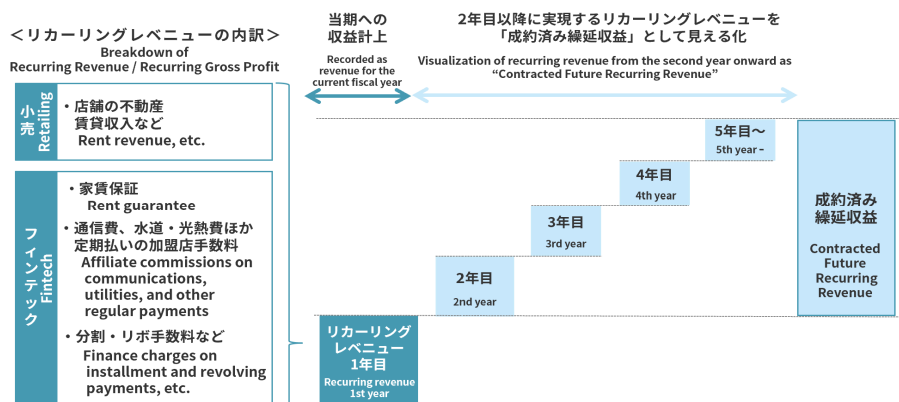 ＜リカーリングレベニューの内訳＞
Breakdown of
Recurring Revenue / Recurring Gross Profit
小売
Retailing
・店舗の不動産
賃貸収入など
Rent revenue, etc.
フィンテック
Fintech
・家賃保証
Rent guarantee
・通信費、水道・光熱費ほか
定期払いの加盟店手数料
Affiliate commissions on
communications,
utilities, and other
regular payments
・分割・リボ手数料など
Finance charges on
installment and revolving
payments, etc.
当期への
収益計上
Recorded as
revenue for the
current fiscal year
2年目以降に実現するリカーリングレベニューを
「成約済み繰延収益」として見える化
Visualization of recurring revenue from the second year onward as
“Contracted Future Recurring Revenue”
リカーリング
レベニュー
1年目
Recurring revenue
1st year
2年目
2nd year
3年目
3rd year
4年目
4th year
5年目～
5th year –
成約済み
繰延収益
Contracted
Future
Recurring
Revenue